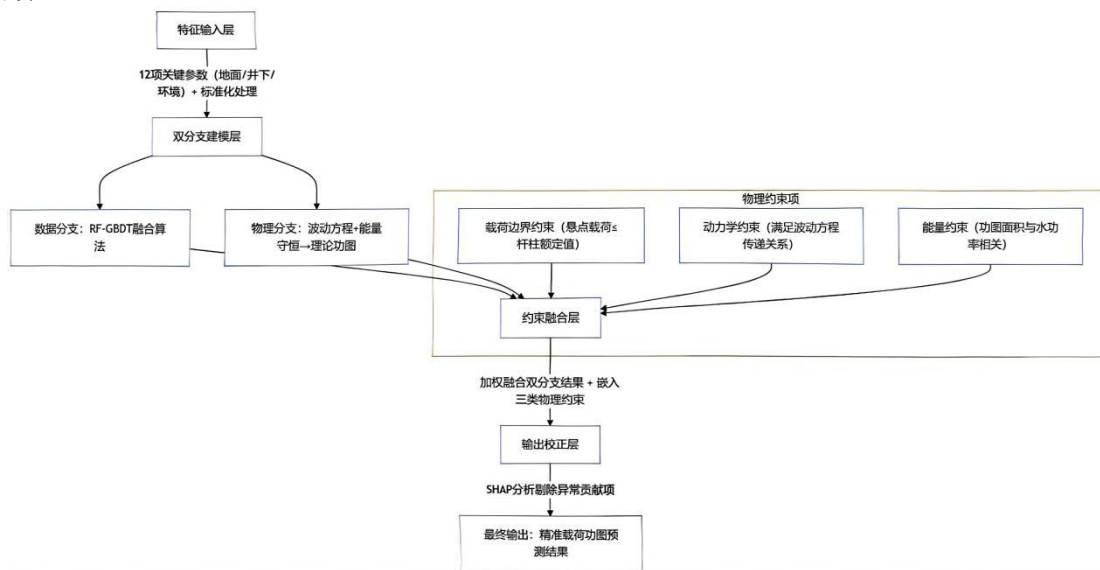 特征输入层
12项关键参数（地面/井下/
环境）+ 标准化处理
双分支建模层
数据分支：RF-GBDT融合算
法
物理分支：波动方程+能量
守恒→理论功图
物理约束项
载荷边界约束（悬点载荷≤
杆柱额定值）
动力学约束（满足波动方程
传递关系）
能量约束（功图面积与水功
率相关）
约束融合层
加权融合双分支结果 + 嵌入
三类物理约束
输出校正层
SHAP分析剔除异常贡献项
最终输出：精准载荷功图预
测结果